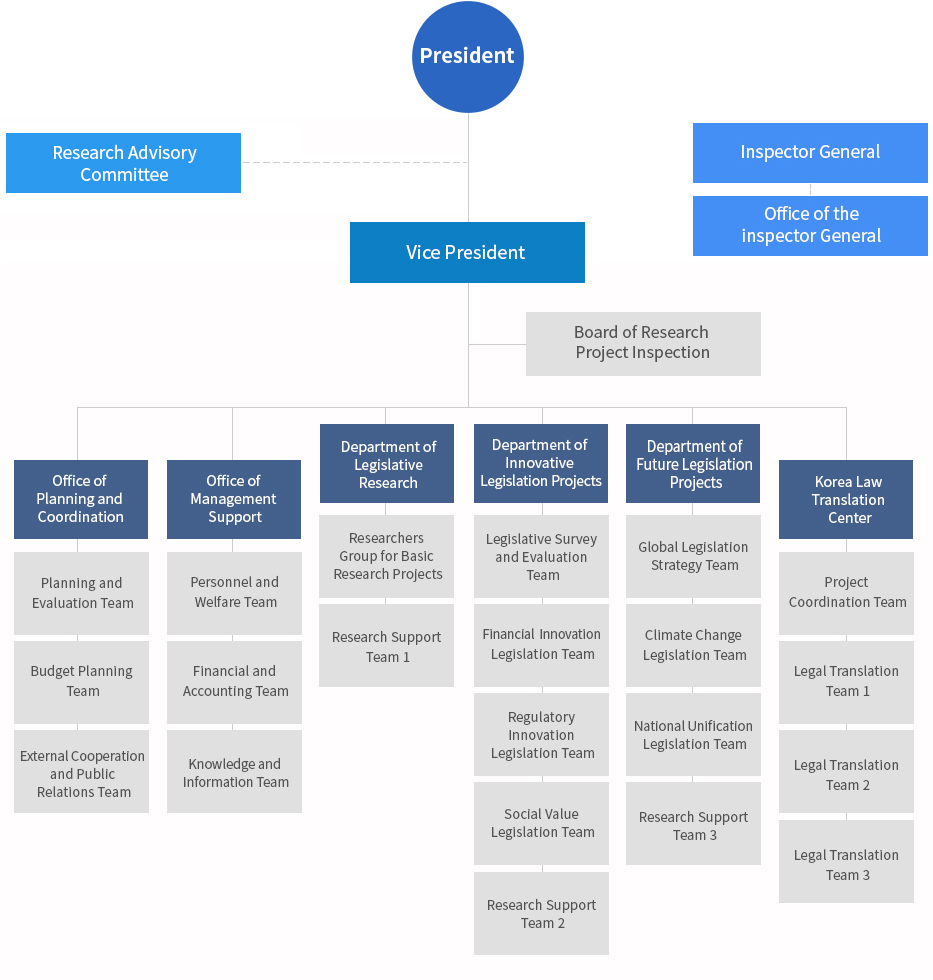 President
Research Advisory
Committee
Inspector General
Office of the
inspector General
Vice President
Board of Research
Project Inspection
Office of
Planning and
Coordination
Planning and
Evaluation Team
Budget Planning
Team
External Cooperation
and Public
Relations Team
Office of
Management
Support
Personnel and
Welfare Team
Financial and
Accounting Team
Knowledge and
Information Team
Department of
Legislative
Research
Researchers
Group for Basic
Research Projects
Research Support
Team 1
Department of
Innovative
Legislation Projects
Legislative Survey
and Evaluation
Team
Financial Innovation
Legislation Team
Regulatory
Innovation
Legislation Team
Social Value
Legislation Team
Research Support
Team 2
Department of
Future Legislation
Projects
Global Legislation
Strategy Team
Climate Change
Legislation Team
National Unification
Legislation Team
Research Support
Team 3
Korea Law
Translation
Center
Project
Coordination Team
Legal Translation
Team 1
Legal Translation
Team 2
Legal Translation
Team 3